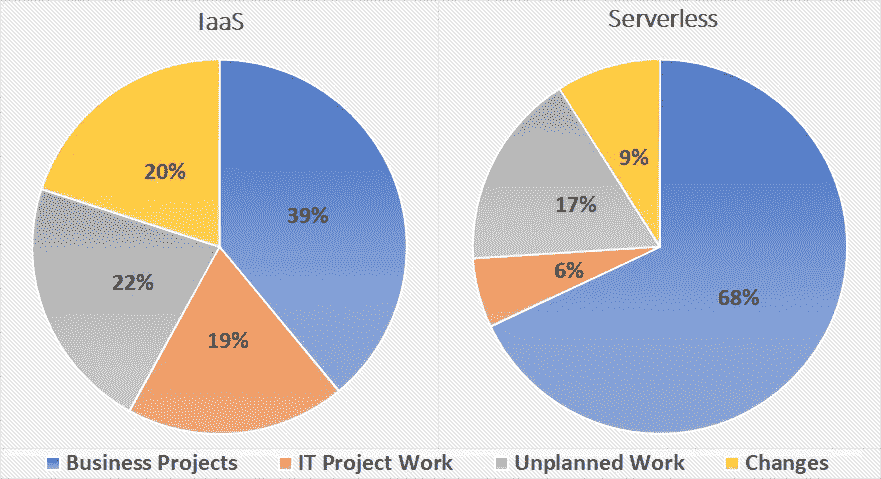 IaaS
Serverless
20%
39%
22%
19%
9%
17%
6%
68%
Business Projects
IT Project Work
Unplanned Work
Changes